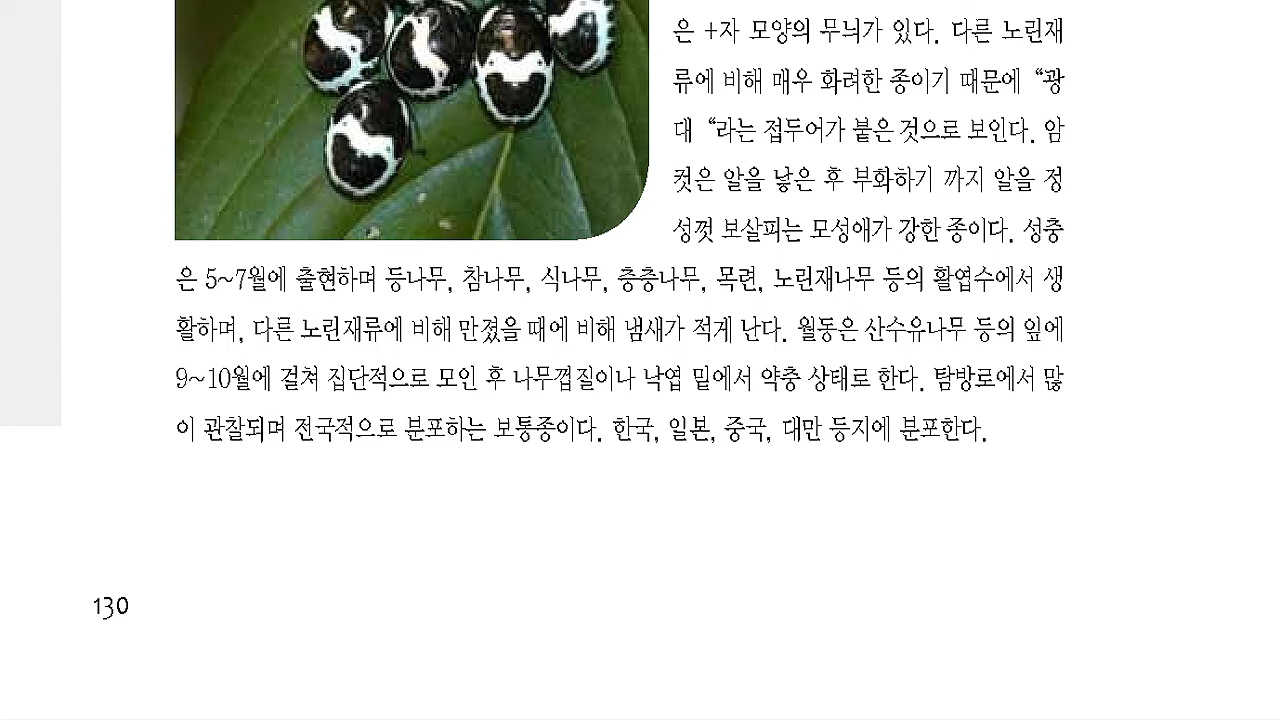 은 +자 모양의 무늬가 있다. 다른 노린재
류에 비해 매우 화려한 종이기 때문에 “광
대 “라는 접두어가 붙은 것으로 보인다. 암
컷은 알을 낳은 후 부화하기 까지 알을 정
성껏 보살피는 모성애가 강한 종이다. 성충
은 5~7월에 출현하며 등나무, 참나무, 식나무, 층층나무, 목련, 노린재나무 등의 활엽수에서 생
활하며, 다른 노린재류에 비해 만졌을 때에 비해 냄새가 적게 난다. 월동은 산수유나무 등의 잎에
9~10월에 걸쳐 집단적으로 모인 후 나무껍질이나 낙엽 밑에서 약충 상태로 한다. 탐방로에서 많
이 관찰되며 전국적으로 분포하는 보통종이다. 한국, 일본, 중국, 대만 등지에 분포한다.
130